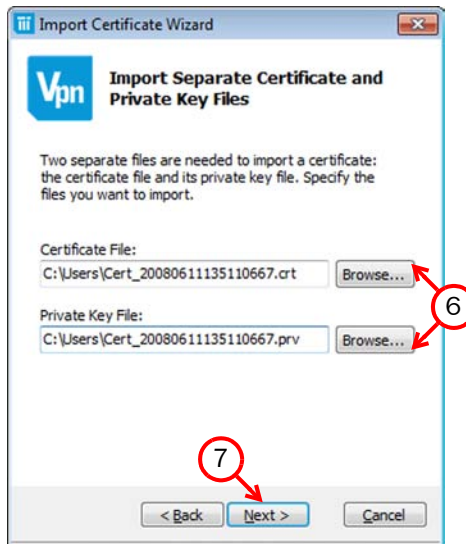 Import Certificate Wizard
Vpn
Import Separate Certificate and
Private Key Files
Two separate files are needed to import a certificate:
the certificate file and its private key file. Specify the
files you want to import.
Certificate File:
C:\Users\Cert_20080611135110667.crt
Browse...
6
Private Key File:
C:\Users\Cert_20080611135110667.prv
Browse...
7
< Back
Next >
Cancel